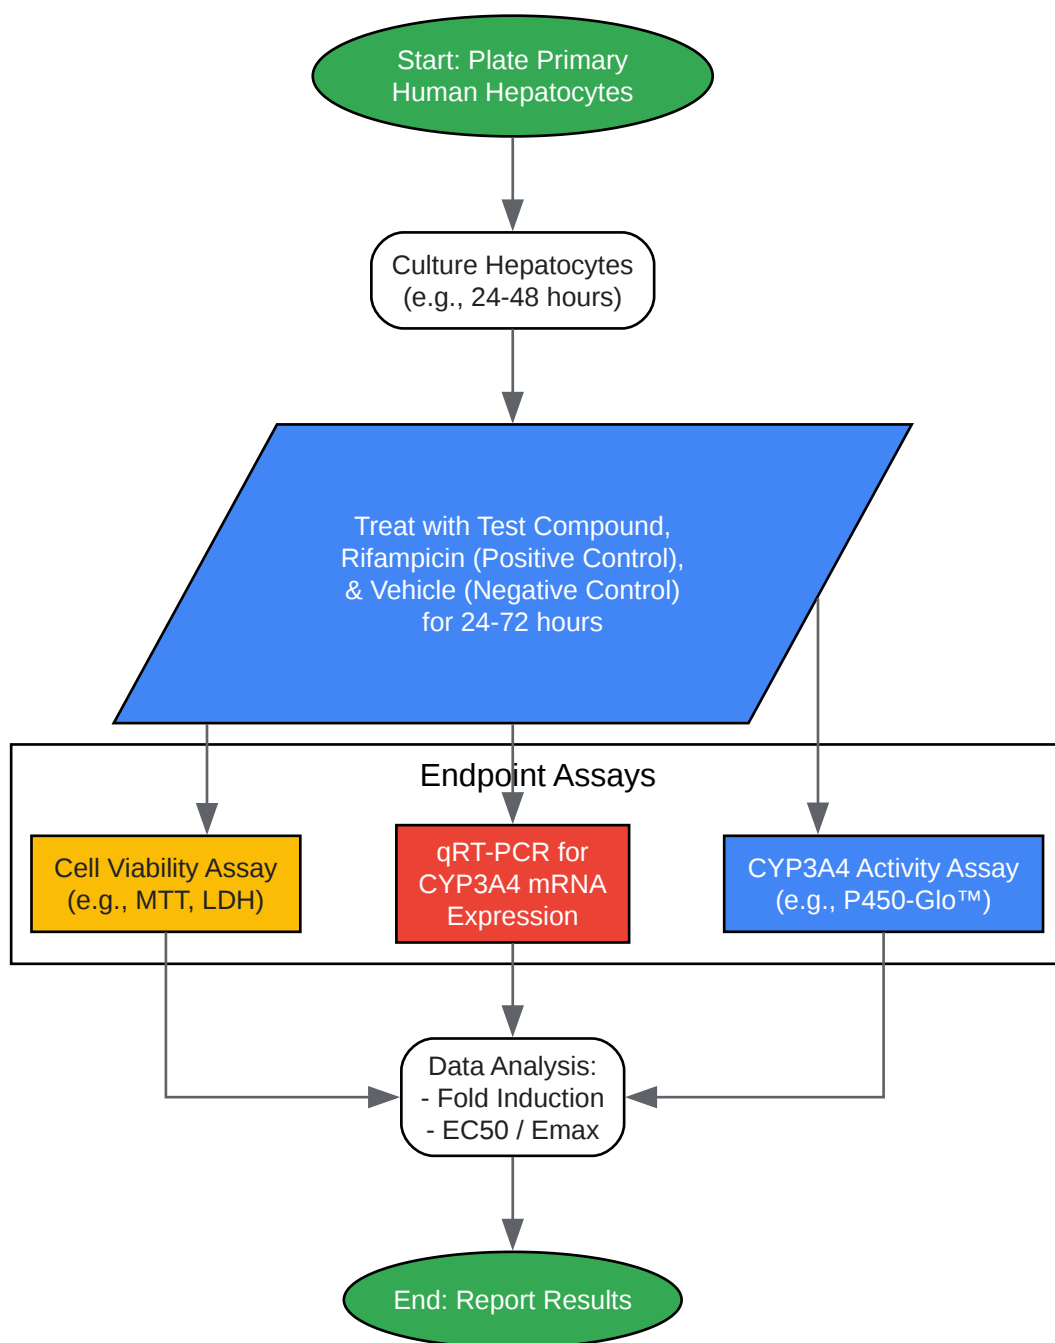 Start: Plate Primary
Human Hepatocytes
Culture Hepatocytes
(e.g., 24-48 hours)
Treat with Test Compound,
Rifampicin (Positive Control),
& Vehicle (Negative Control)
for 24-72 hours
Endpoint Assays
Cell Viability Assay
(e.g., MTT, LDH)
qRT-PCR for
CYP3A4 mRNA
Expression
CYP3A4 Activity Assay
(e.g., P450-Glo™)
Data Analysis:
- Fold Induction
- EC50 / Emax
End: Report Results